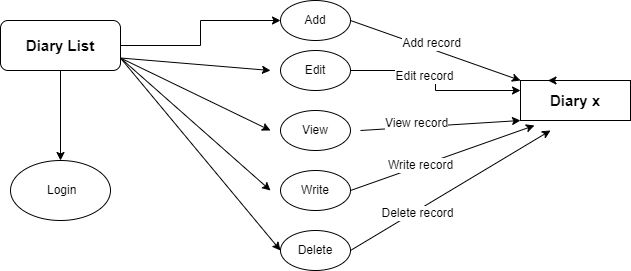 Diary List
Add
Add record
Edit
Edit record
Diary x
View
View record
Write record
Login
Write
Delete record
Delete